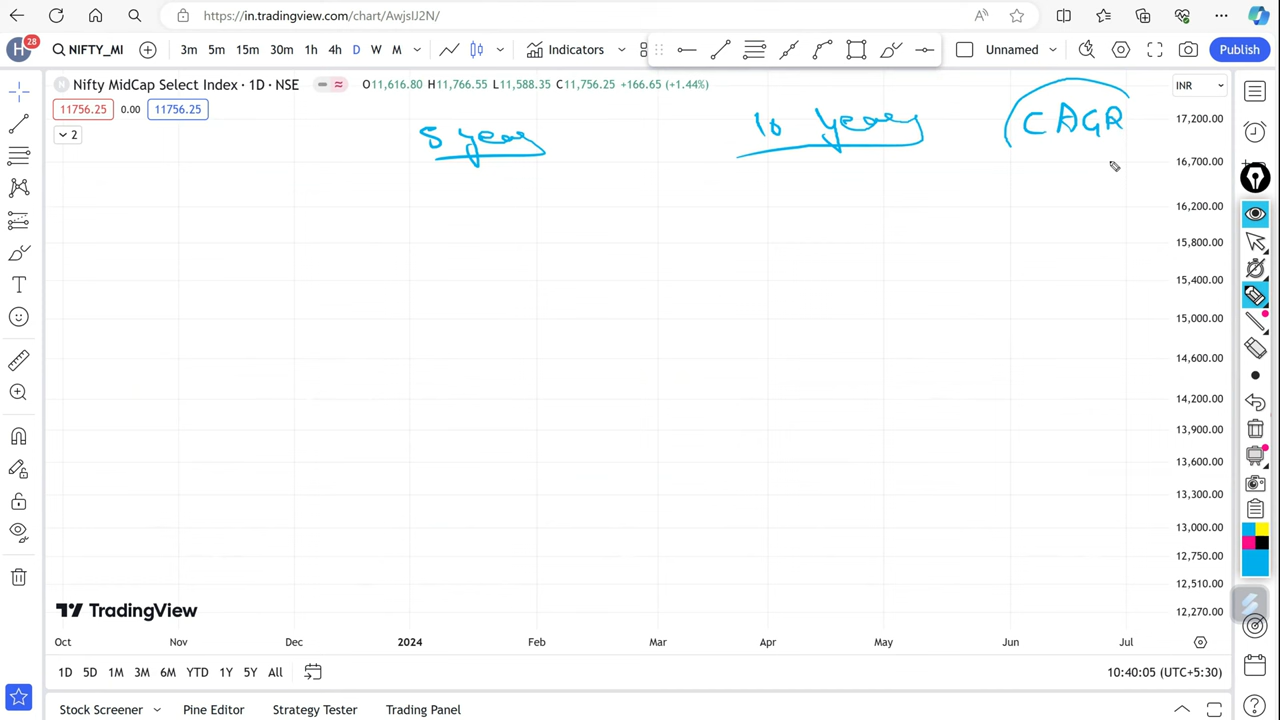 https://in.tradingview.com/chart/AwjslJ2N/
H 28 NIFTY_MI 3m 5m 15m 30m 1h 4h D W M Indicators Unnamed Publish
Nifty MidCap Select Index · 1D · NSE O11,616.80 H11,766.55 L11,588.35 C11,756.25 +166.65 (+1.44%) INR
11756.25 0.00 11756.25
2
5 year 10 year CAGR
17,200.00
16,700.00
16,200.00
15,800.00
15,400.00
15,000.00
14,600.00
14,200.00
13,900.00
13,600.00
13,300.00
13,000.00
12,750.00
12,510.00
12,270.00
TradingView
Oct Nov Dec 2024 Feb Mar Apr May Jun Jul
1D 5D 1M 3M 6M YTD 1Y 5Y All 10:40:05 (UTC+5:30)
Stock Screener Pine Editor Strategy Tester Trading Panel